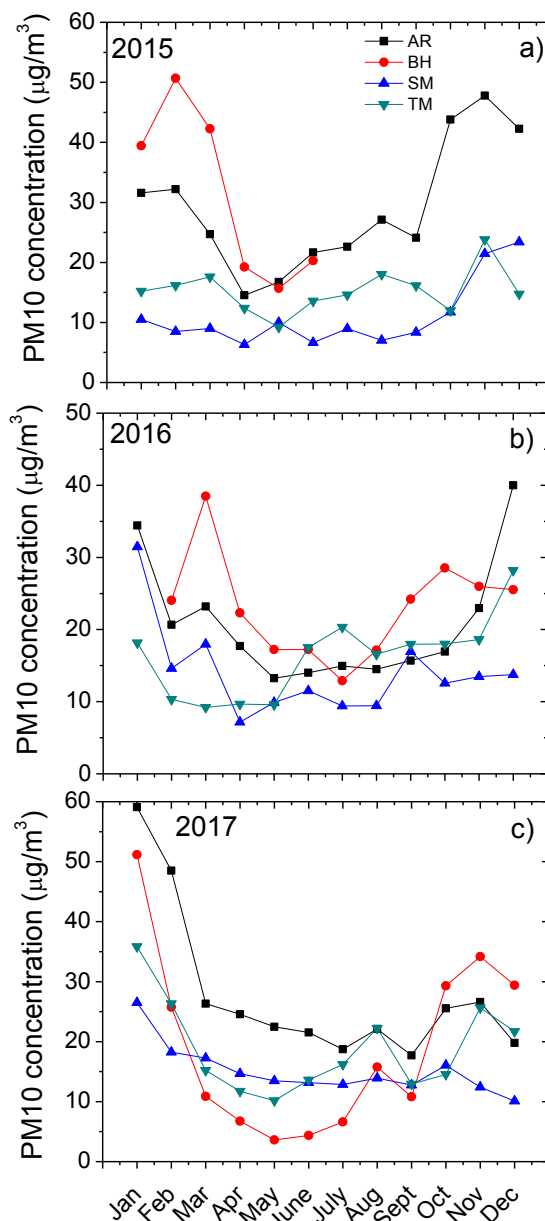 60
50
40
30
20
10
0
PM10 concentration (μg/m³)
2015
a)
AR
BH
SM
TM
50
40
30
20
10
0
PM10 concentration (μg/m³)
2016
b)
60
50
40
30
20
10
0
PM10 concentration (μg/m³)
2017
c)
Jan
Feb
Mar
Apr
May
June
July
Aug
Sept
Oct
Nov
Dec